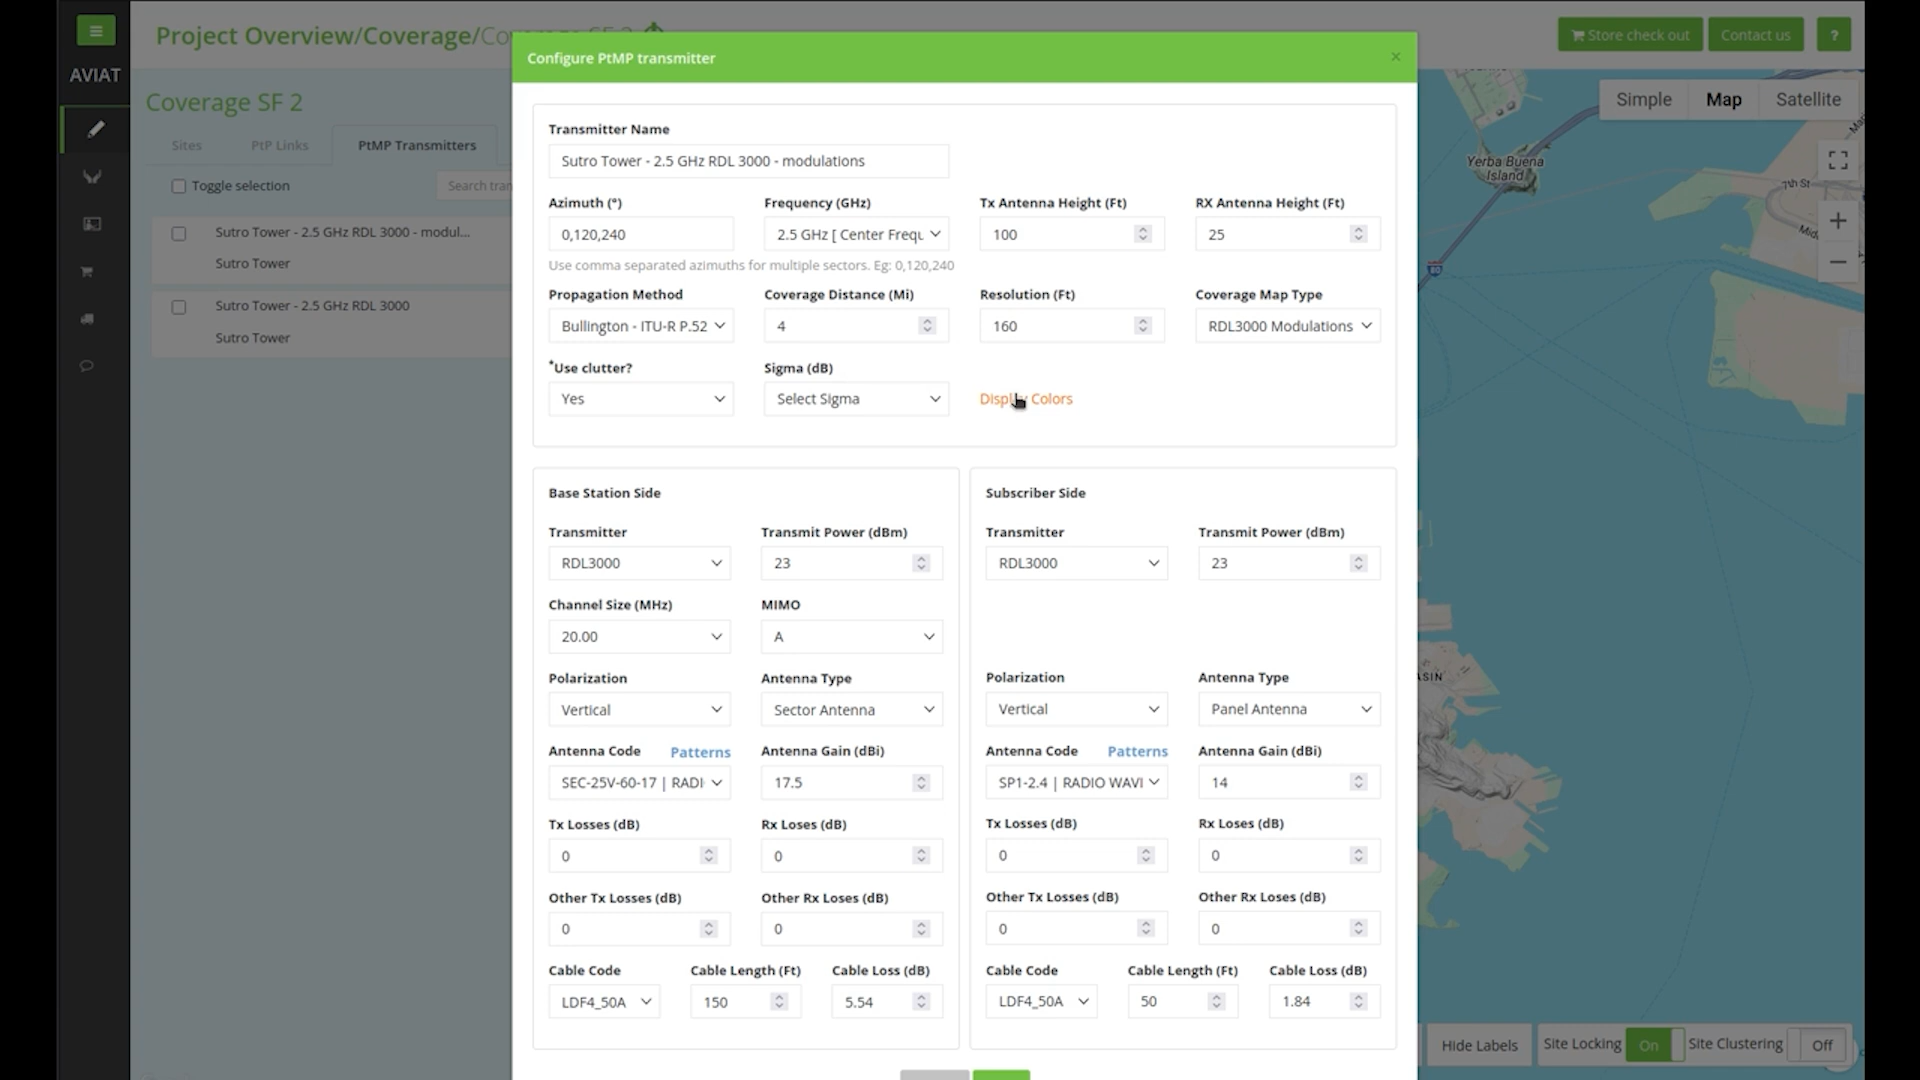 Project Overview/Coverage/Coverage SF 2
Store check out
Contact us
?
AVIAT
Configure PtMP transmitter
×
Coverage SF 2
Sites
PtP Links
PtMP Transmitters
Toggle selection
Search tran
Sutro Tower - 2.5 GHz RDL 3000 - modul...
Sutro Tower
Sutro Tower - 2.5 GHz RDL 3000
Sutro Tower
Transmitter Name
Sutro Tower - 2.5 GHz RDL 3000 - modulations
Azimuth (°)
Frequency (GHz)
Tx Antenna Height (Ft)
RX Antenna Height (Ft)
0,120,240
2.5 GHz [ Center Frequ
100
25
Use comma separated azimuths for multiple sectors. Eg: 0,120,240
Propagation Method
Coverage Distance (Mi)
Resolution (Ft)
Coverage Map Type
Bullington - ITU-R P.52
4
160
RDL3000 Modulations
*Use clutter?
Sigma (dB)
Yes
Select Sigma
Display Colors
Base Station Side
Transmitter
Transmit Power (dBm)
RDL3000
23
Channel Size (MHz)
MIMO
20.00
A
Polarization
Antenna Type
Vertical
Sector Antenna
Antenna Code
Patterns
Antenna Gain (dBi)
SEC-25V-60-17 | RADI
17.5
Tx Losses (dB)
Rx Loses (dB)
0
0
Other Tx Losses (dB)
Other Rx Loses (dB)
0
0
Cable Code
Cable Length (Ft)
Cable Loss (dB)
LDF4_50A
150
5.54
Subscriber Side
Transmitter
Transmit Power (dBm)
RDL3000
23
Polarization
Antenna Type
Vertical
Panel Antenna
Antenna Code
Patterns
Antenna Gain (dBi)
SP1-2.4 | RADIO WAVI
14
Tx Losses (dB)
Rx Loses (dB)
0
0
Other Tx Losses (dB)
Other Rx Loses (dB)
0
0
Cable Code
Cable Length (Ft)
Cable Loss (dB)
LDF4_50A
50
1.84
Simple
Map
Satellite
Yerba Buena
Island
7th St
80
ASIN
Hide Labels
Site Locking
On
Site Clustering
Off